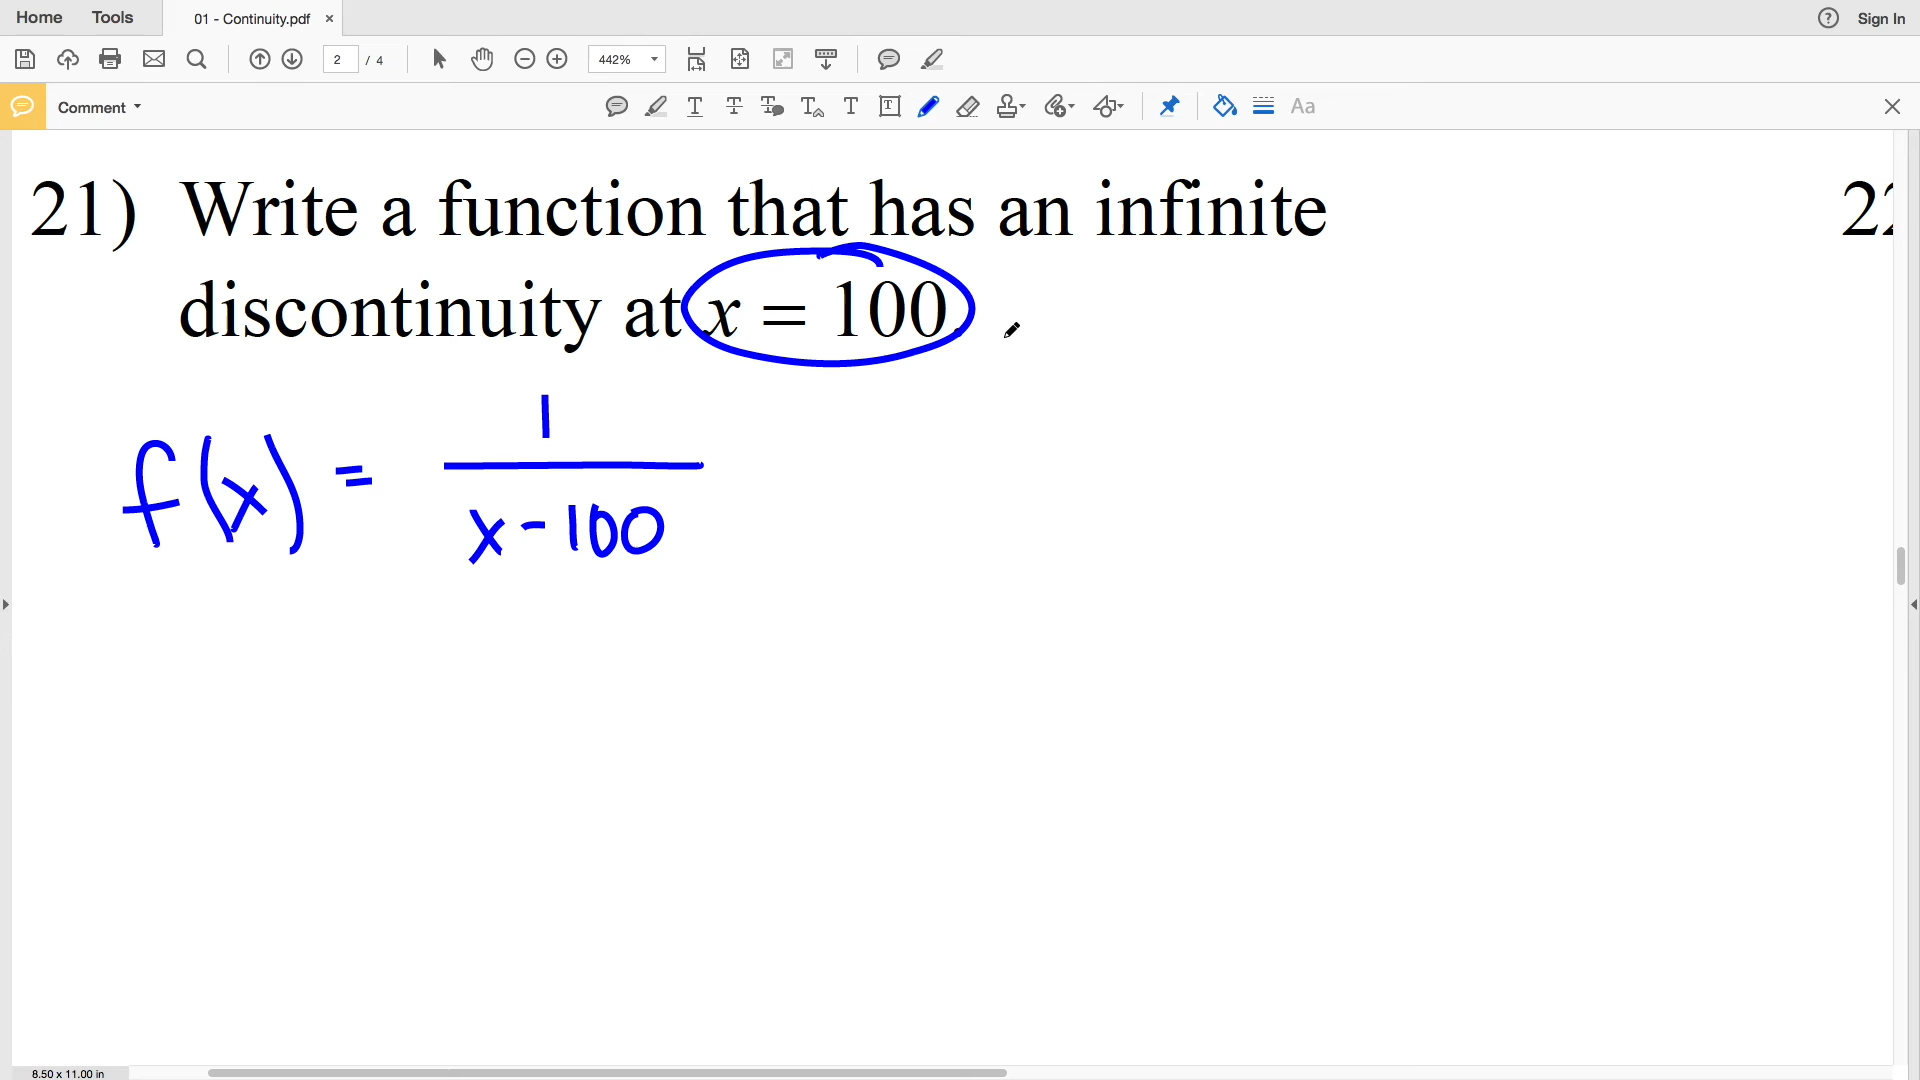 Home Tools 01 - Continuity.pdf × ? Sign In
2 / 4 442%
Comment T T T T T T Aa
21) Write a function that has an infinite
discontinuity at x = 100.
f(x) = 1 / x - 100
8.50 x 11.00 in